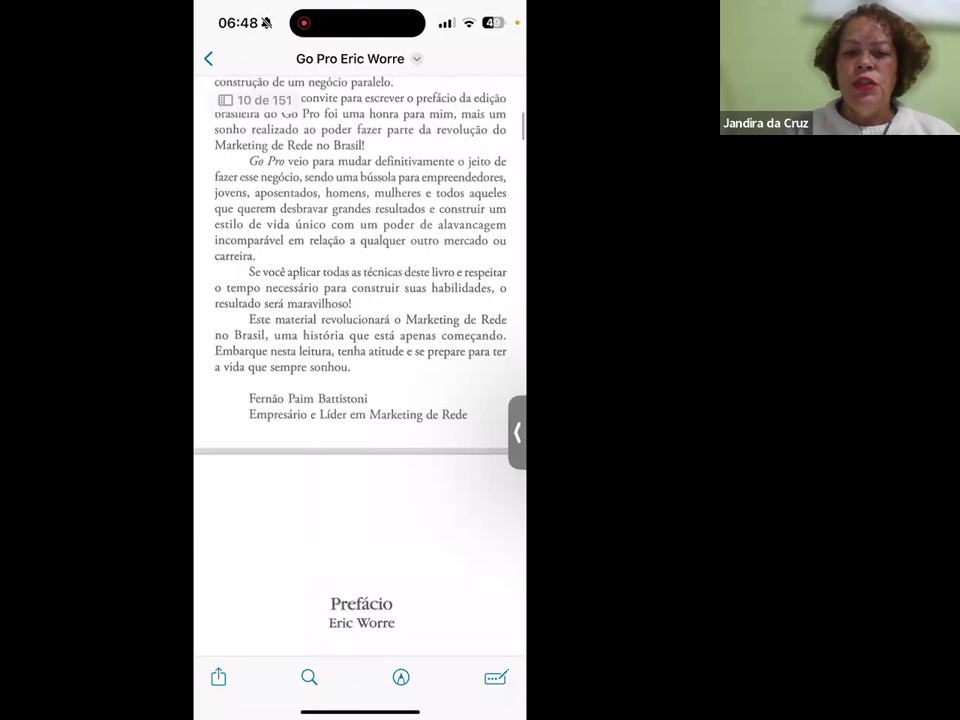 06:48
49
Go Pro Eric Worre
construção de um negócio paralelo.
10 de 151
convite para escrever o prefácio da edição
brasileira do Go Pro foi uma honra para mim, mais um
sonho realizado ao poder fazer parte da revolução do
Marketing de Rede no Brasil!
Go Pro veio para mudar definitivamente o jeito de
fazer esse negócio, sendo uma bússola para empreendedores,
jovens, aposentados, homens, mulheres e todos aqueles
que querem desbravar grandes resultados e construir um
estilo de vida único com um poder de alavancagem
incomparável em relação a qualquer outro mercado ou
carreira.
Se você aplicar todas as técnicas deste livro e respeitar
o tempo necessário para construir suas habilidades, o
resultado será maravilhoso!
Este material revolucionará o Marketing de Rede
no Brasil, uma história que está apenas começando.
Embarque nesta leitura, tenha atitude e se prepare para ter
a vida que sempre sonhou.
Fernão Paim Battistoni
Empresário e Líder em Marketing de Rede
Prefácio
Eric Worre
Jandira da Cruz